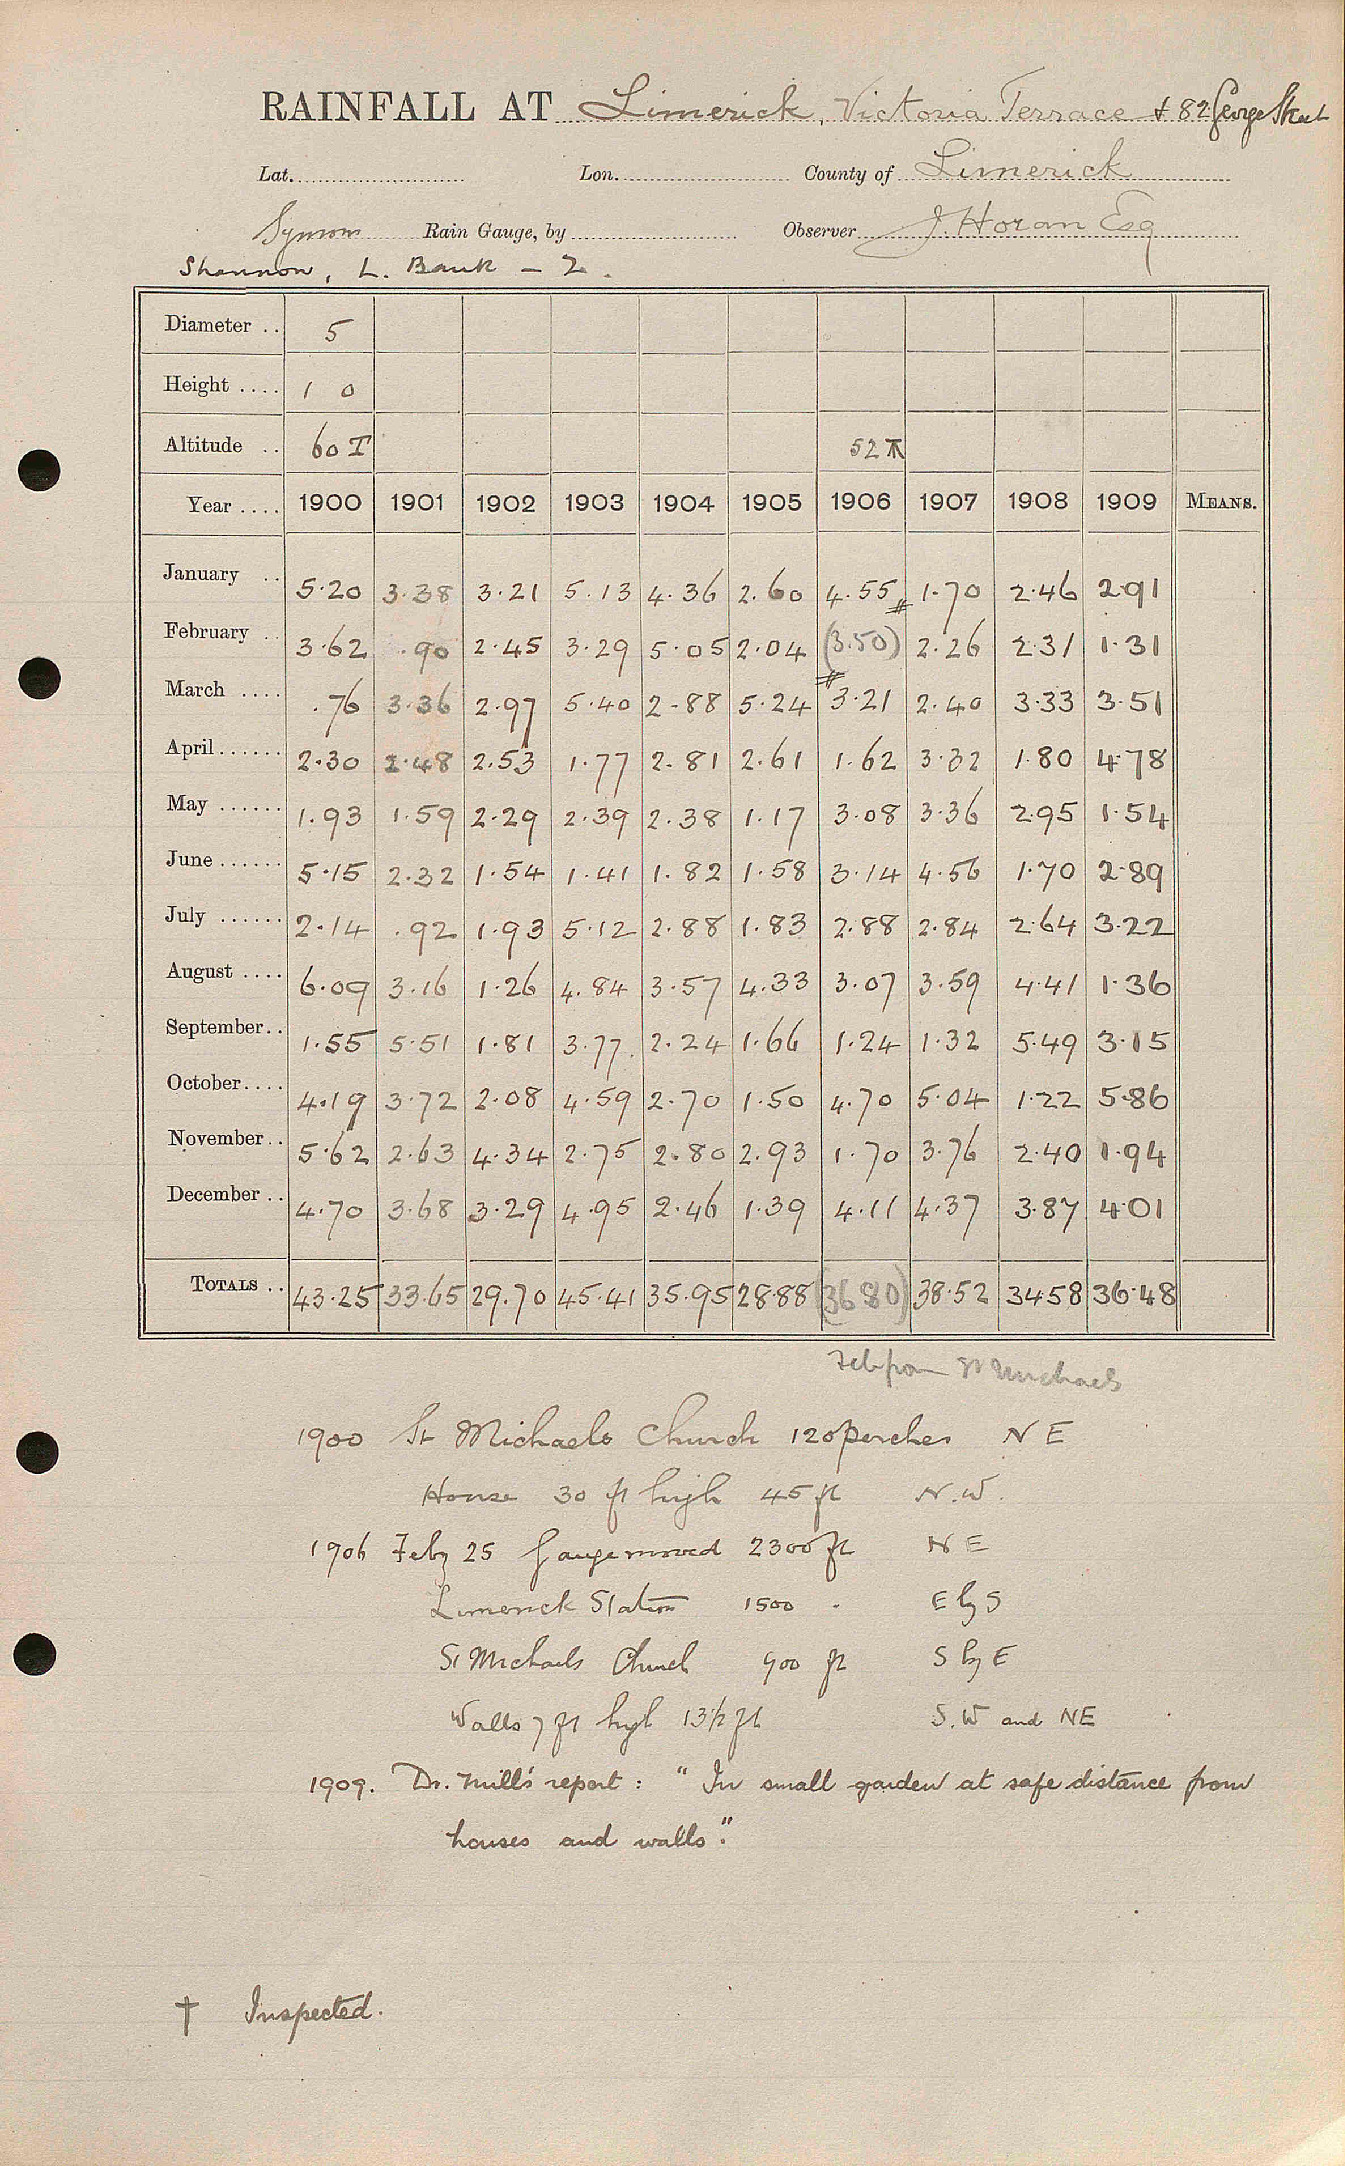 RAINFALL AT Limerick, Victoria Terrace & 82 George Street
Lat. Lon. County of Limerick
Symons Rain Gauge, by Observer J. Horan Esq
Shannon, L. Bank – 2.
Diameter .. 5
Height .... 1 0
Altitude .. 60 T 52
Year .... 1900 1901 1902 1903 1904 1905 1906 1907 1908 1909 MEANS.
January .. 5.20 3.38 3.21 5.13 4.36 2.60 4.55 1.70 2.46 2.91
February .. 3.62 .90 2.45 3.29 5.05 2.04 (3.50) 2.26 2.31 1.31
March .... .76 3.36 2.97 5.40 2.88 5.24 3.21 2.40 3.33 3.51
April ...... 2.30 2.48 2.53 1.77 2.81 2.61 1.62 3.32 1.80 4.78
May ...... 1.93 1.59 2.29 2.39 2.38 1.17 3.08 3.36 2.95 1.54
June ...... 5.15 2.32 1.54 1.41 1.82 1.58 3.14 4.56 1.70 2.89
July ...... 2.14 .92 1.93 5.12 2.88 1.83 2.88 2.84 2.64 3.22
August .... 6.09 3.16 1.26 4.84 3.57 4.33 3.07 3.59 4.41 1.36
September .. 1.55 5.51 1.81 3.77 2.24 1.66 1.24 1.32 5.49 3.15
October .... 4.19 3.72 2.08 4.59 2.70 1.50 4.70 5.04 1.22 5.86
November .. 5.62 2.63 4.34 2.75 2.80 2.93 1.70 3.76 2.40 1.94
December .. 4.70 3.68 3.29 4.95 2.46 1.39 4.11 4.37 3.87 4.01
TOTALS .. 43.25 33.65 29.70 45.41 35.95 28.88 (36.80) 38.52 34.58 36.48
Feb from St Michaels
1900 St Michaels Church 120 perches N E
House 30 ft high 45 ft N.W.
1906 Feby 25 Gauge moved 2300 ft N E
Limerick Station 1500 " E by S
St Michaels Church 900 ft S by E
Walls 7 ft high 13½ ft S.W and NE
1909. Dr. Mill's report: "In small garden at safe distance from
houses and walls."
† Inspected.